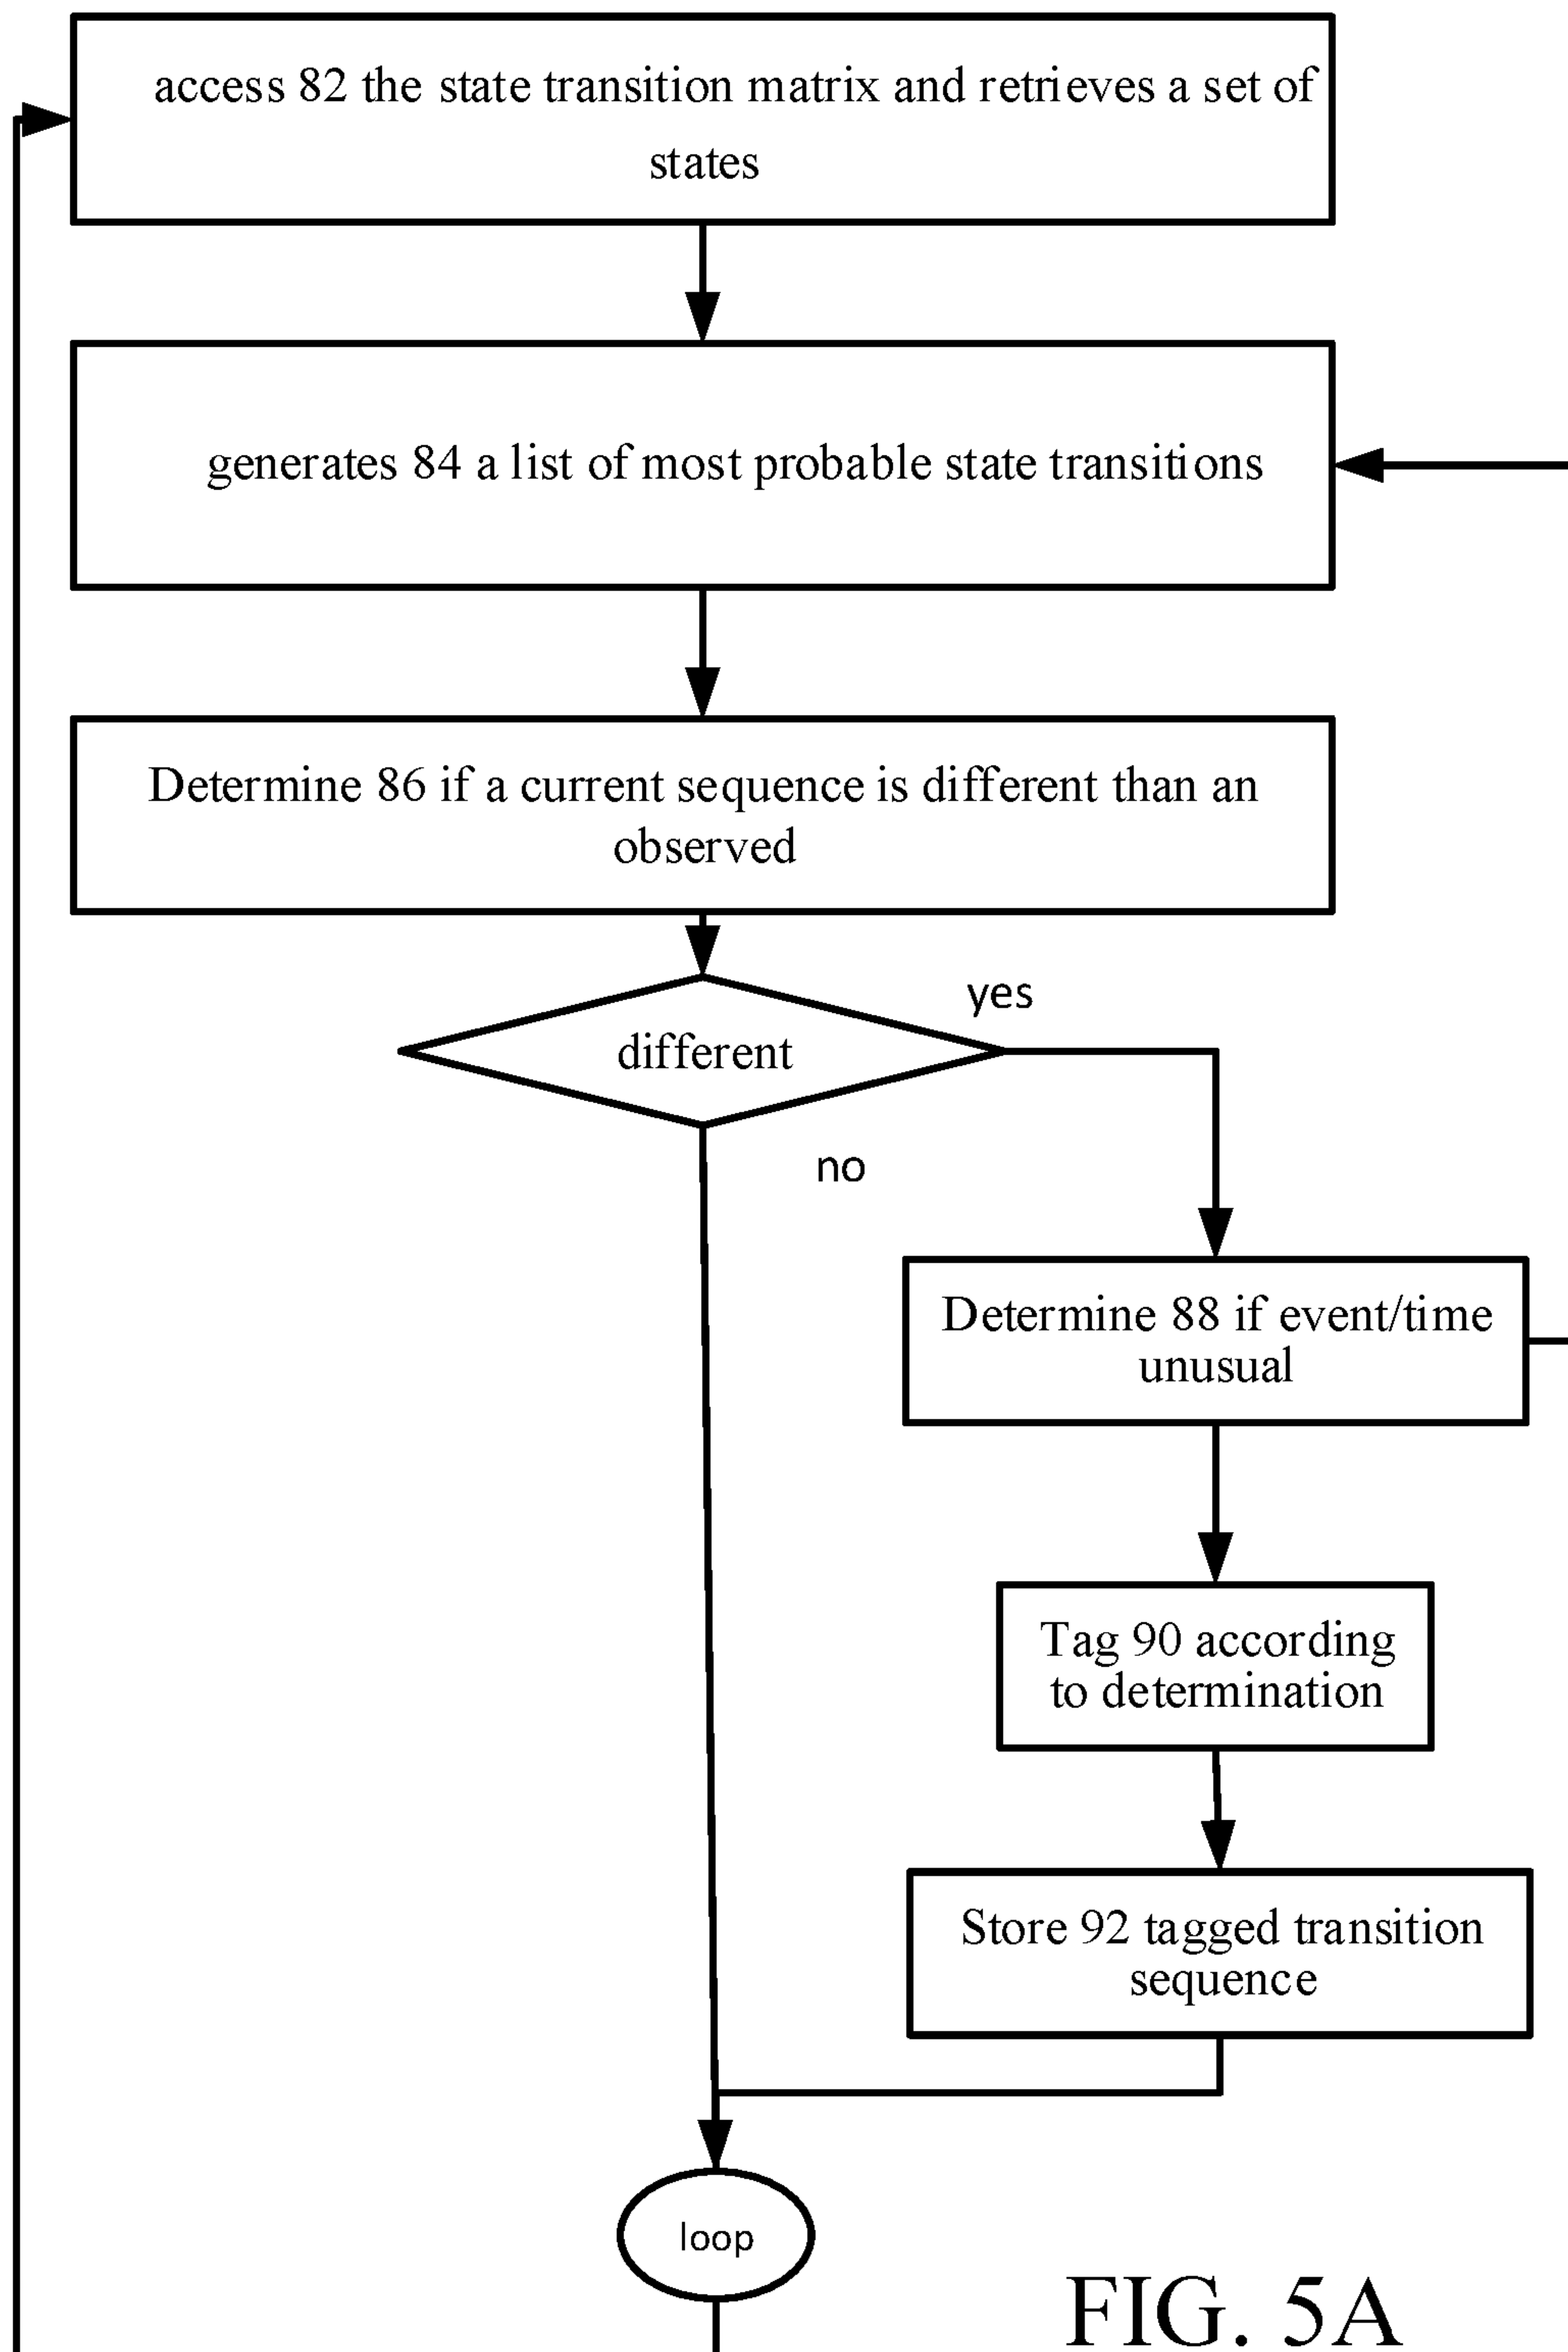 access 82 the state transition matrix and retrieves a set of
states
generates 84 a list of most probable state transitions
Determine 86 if a current sequence is different than an
observed
different
yes
no
Determine 88 if event/time
unusual
Tag 90 according
to determination
Store 92 tagged transition
sequence
loop
FIG. 5A